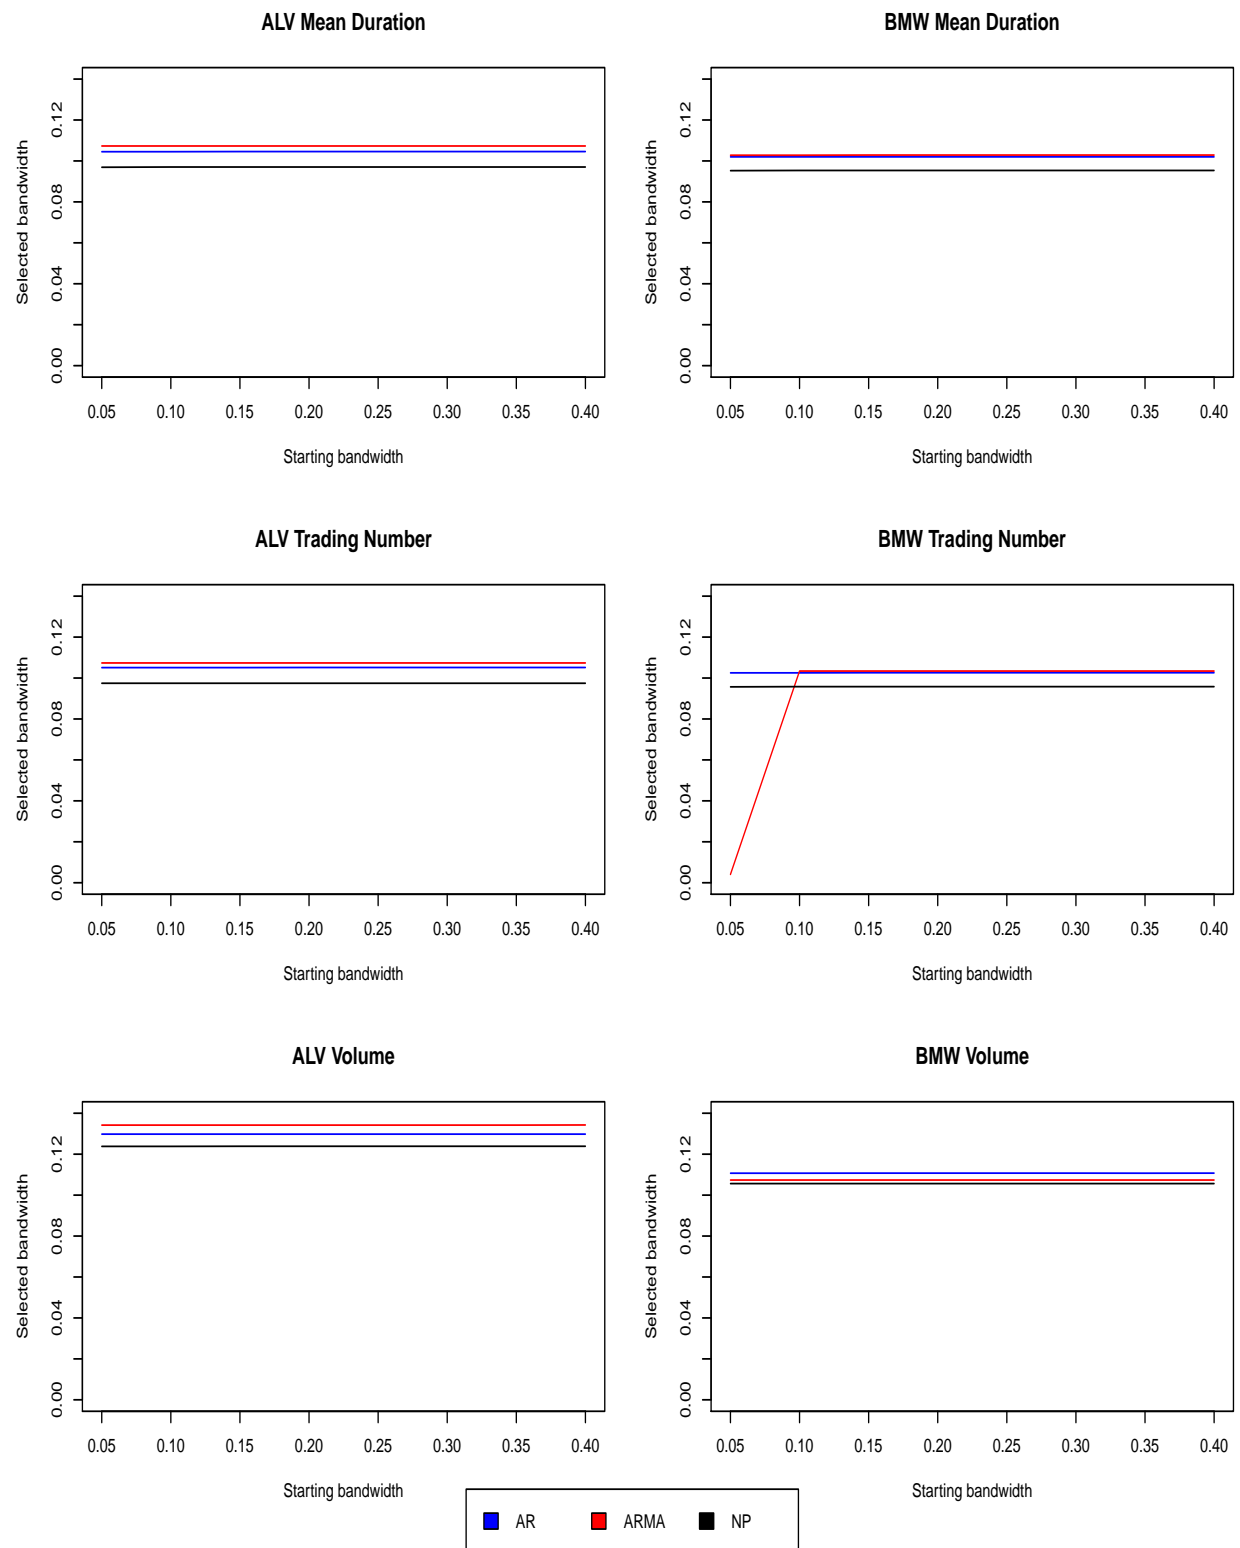 ALV Mean Duration
BMW Mean Duration
Selected bandwidth
0.12
0.08
0.04
0.00
0.05 0.10 0.15 0.20 0.25 0.30 0.35 0.40
Starting bandwidth
Selected bandwidth
0.12
0.08
0.04
0.00
0.05 0.10 0.15 0.20 0.25 0.30 0.35 0.40
Starting bandwidth
ALV Trading Number
BMW Trading Number
Selected bandwidth
0.12
0.08
0.04
0.00
0.05 0.10 0.15 0.20 0.25 0.30 0.35 0.40
Starting bandwidth
Selected bandwidth
0.12
0.08
0.04
0.00
0.05 0.10 0.15 0.20 0.25 0.30 0.35 0.40
Starting bandwidth
ALV Volume
BMW Volume
Selected bandwidth
0.12
0.08
0.04
0.00
0.05 0.10 0.15 0.20 0.25 0.30 0.35 0.40
Starting bandwidth
Selected bandwidth
0.12
0.08
0.04
0.00
0.05 0.10 0.15 0.20 0.25 0.30 0.35 0.40
Starting bandwidth
AR ARMA NP